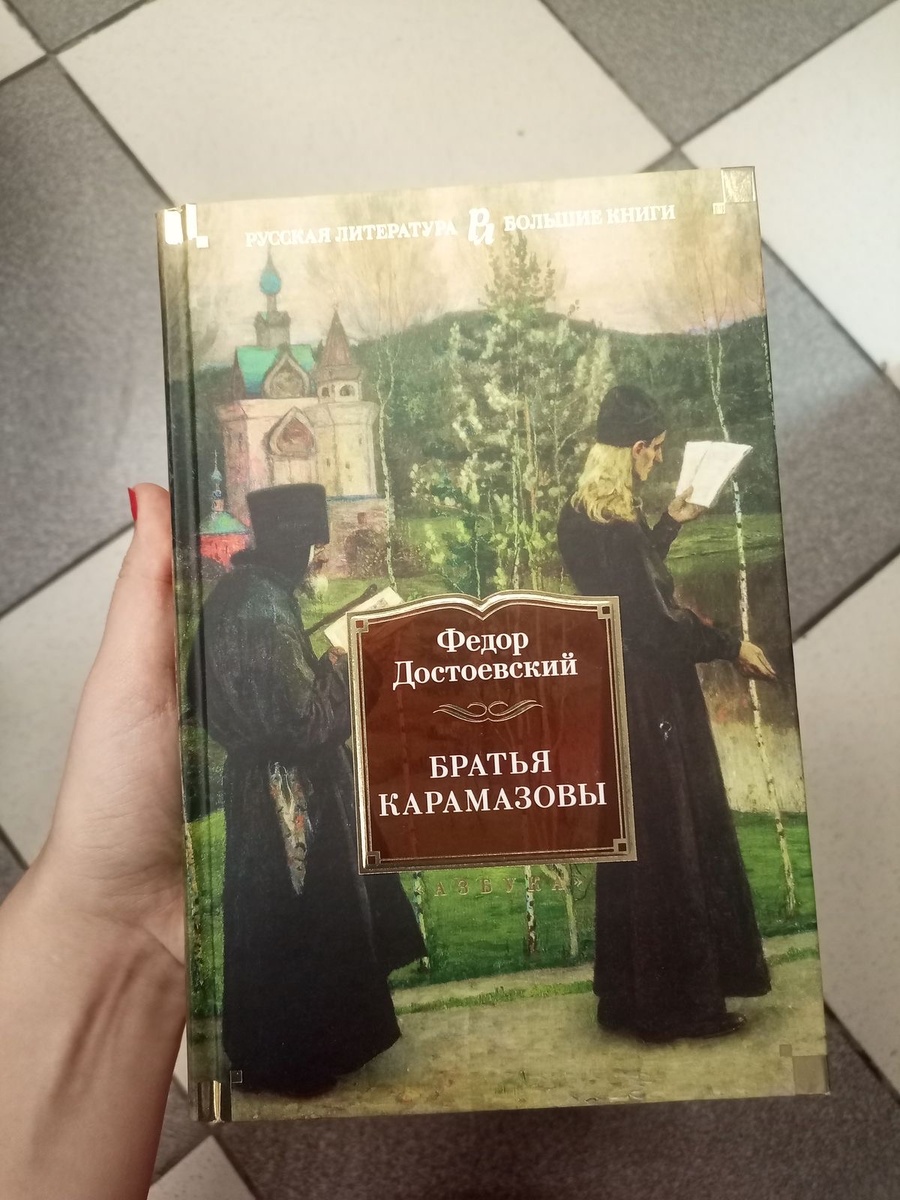 РУССКАЯ ЛИТЕРАТУРА БОЛЬШИЕ КНИГИ
Федор
Достоевский
БРАТЬЯ
КАРАМАЗОВЫ
АЗБУКА